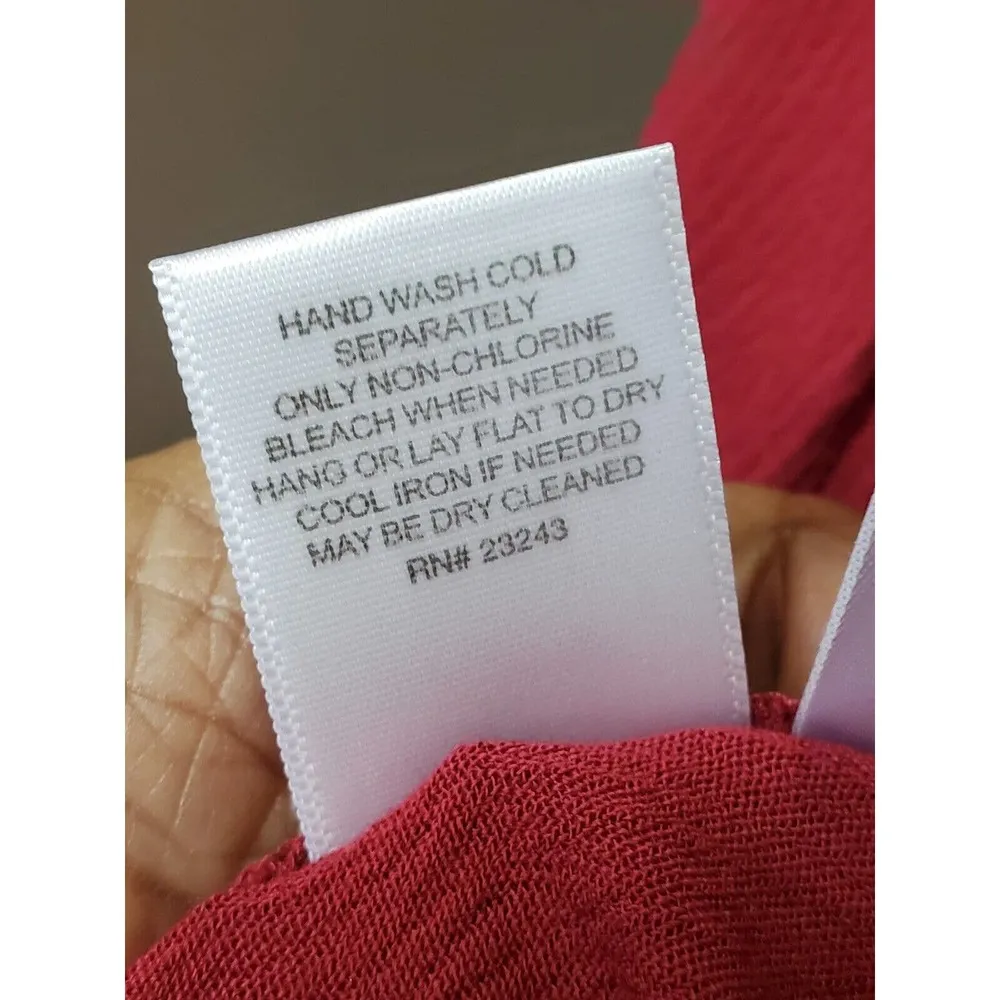 HAND WASH COLD
SEPARATELY
ONLY NON-CHLORINE
BLEACH WHEN NEEDED
HANG OR LAY FLAT TO DRY
COOL IRON IF NEEDED
MAY BE DRY CLEANED
RN# 23243